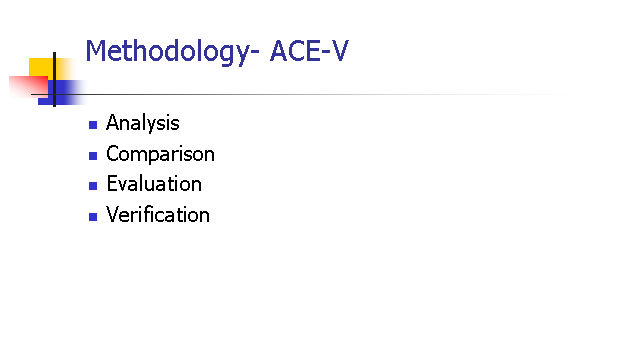 Methodology- ACE-V
Analysis
Comparison
Evaluation
Verification